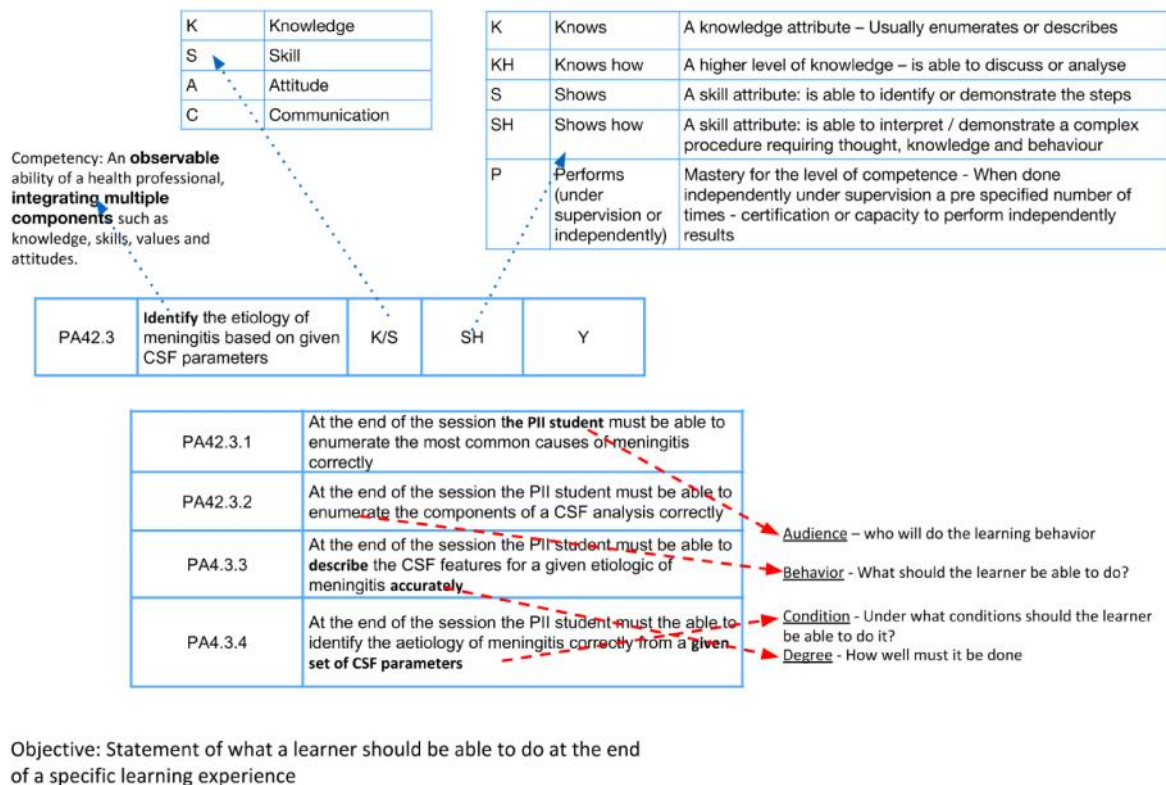 K Knowledge
S Skill
A Attitude
C Communication
K Knows A knowledge attribute – Usually enumerates or describes
KH Knows how A higher level of knowledge – is able to discuss or analyse
S Shows A skill attribute: is able to identify or demonstrate the steps
SH Shows how A skill attribute: is able to interpret / demonstrate a complex
procedure requiring thought, knowledge and behaviour
P Performs Mastery for the level of competence - When done
(under independently under supervision a pre specified number of
supervision or times - certification or capacity to perform independently
independently) results
Competency: An observable
ability of a health professional,
integrating multiple
components such as
knowledge, skills, values and
attitudes.
Identify the etiology of
PA42.3 meningitis based on given K/S SH Y
CSF parameters
At the end of the session the PII student must be able to
PA42.3.1 enumerate the most common causes of meningitis
correctly
PA42.3.2 At the end of the session the PII student must be able to
enumerate the components of a CSF analysis correctly
At the end of the session the PII student must be able to
PA4.3.3 describe the CSF features for a given etiologic of
meningitis accurately
At the end of the session the PII student must the able to
PA4.3.4 identify the aetiology of meningitis correctly from a given
set of CSF parameters
Audience – who will do the learning behavior
Behavior - What should the learner be able to do?
Condition - Under what conditions should the learner
be able to do it?
Degree - How well must it be done
Objective: Statement of what a learner should be able to do at the end
of a specific learning experience